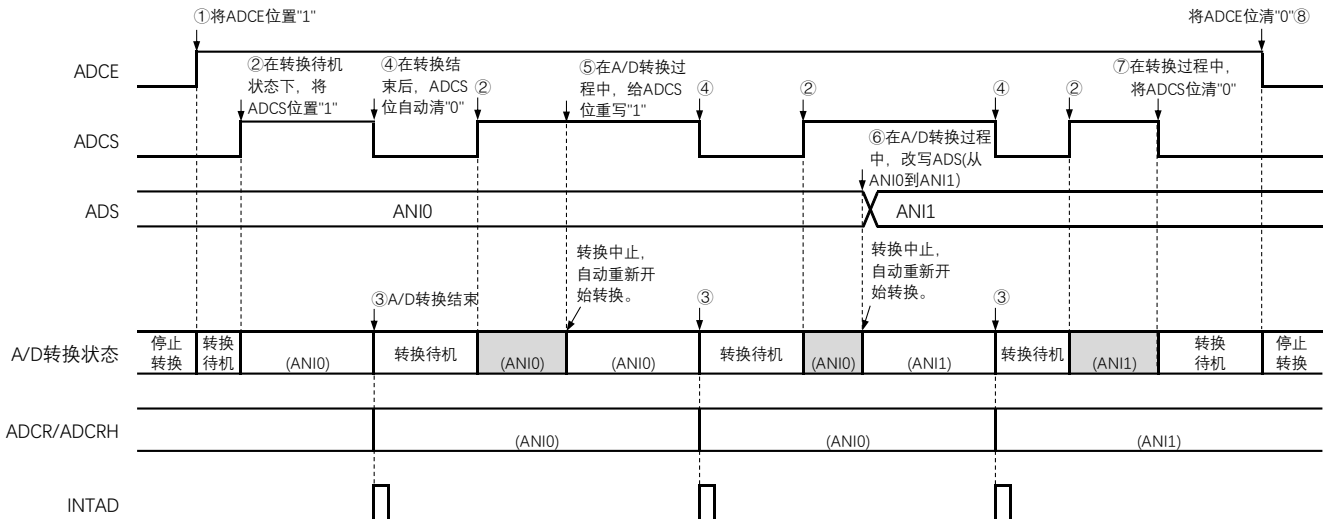 ①将ADCE位置"1"
将ADCE位清"0"⑧
ADCE
②在转换待机
状态下，将
ADCS位置"1"
④在转换结
束后，ADCS
位自动清"0"
②
⑤在A/D转换过
程中，给ADCS
位重写"1"
④
②
④
②
⑦在转换过程中，
将ADCS位清"0"
ADCS
⑥在A/D转换过程
中，改写ADS(从
ANI0到ANI1)
ADS
ANI0
ANI1
转换中止，
自动重新开
始转换。
转换中止，
自动重新开
始转换。
③A/D转换结束
③
③
A/D转换状态
停止
转换
转换
待机
(ANI0)
转换待机
(ANI0)
(ANI0)
转换待机
(ANI0)
(ANI1)
转换待机
(ANI1)
转换
待机
停止
转换
ADCR/ADCRH
(ANI0)
(ANI0)
(ANI1)
INTAD